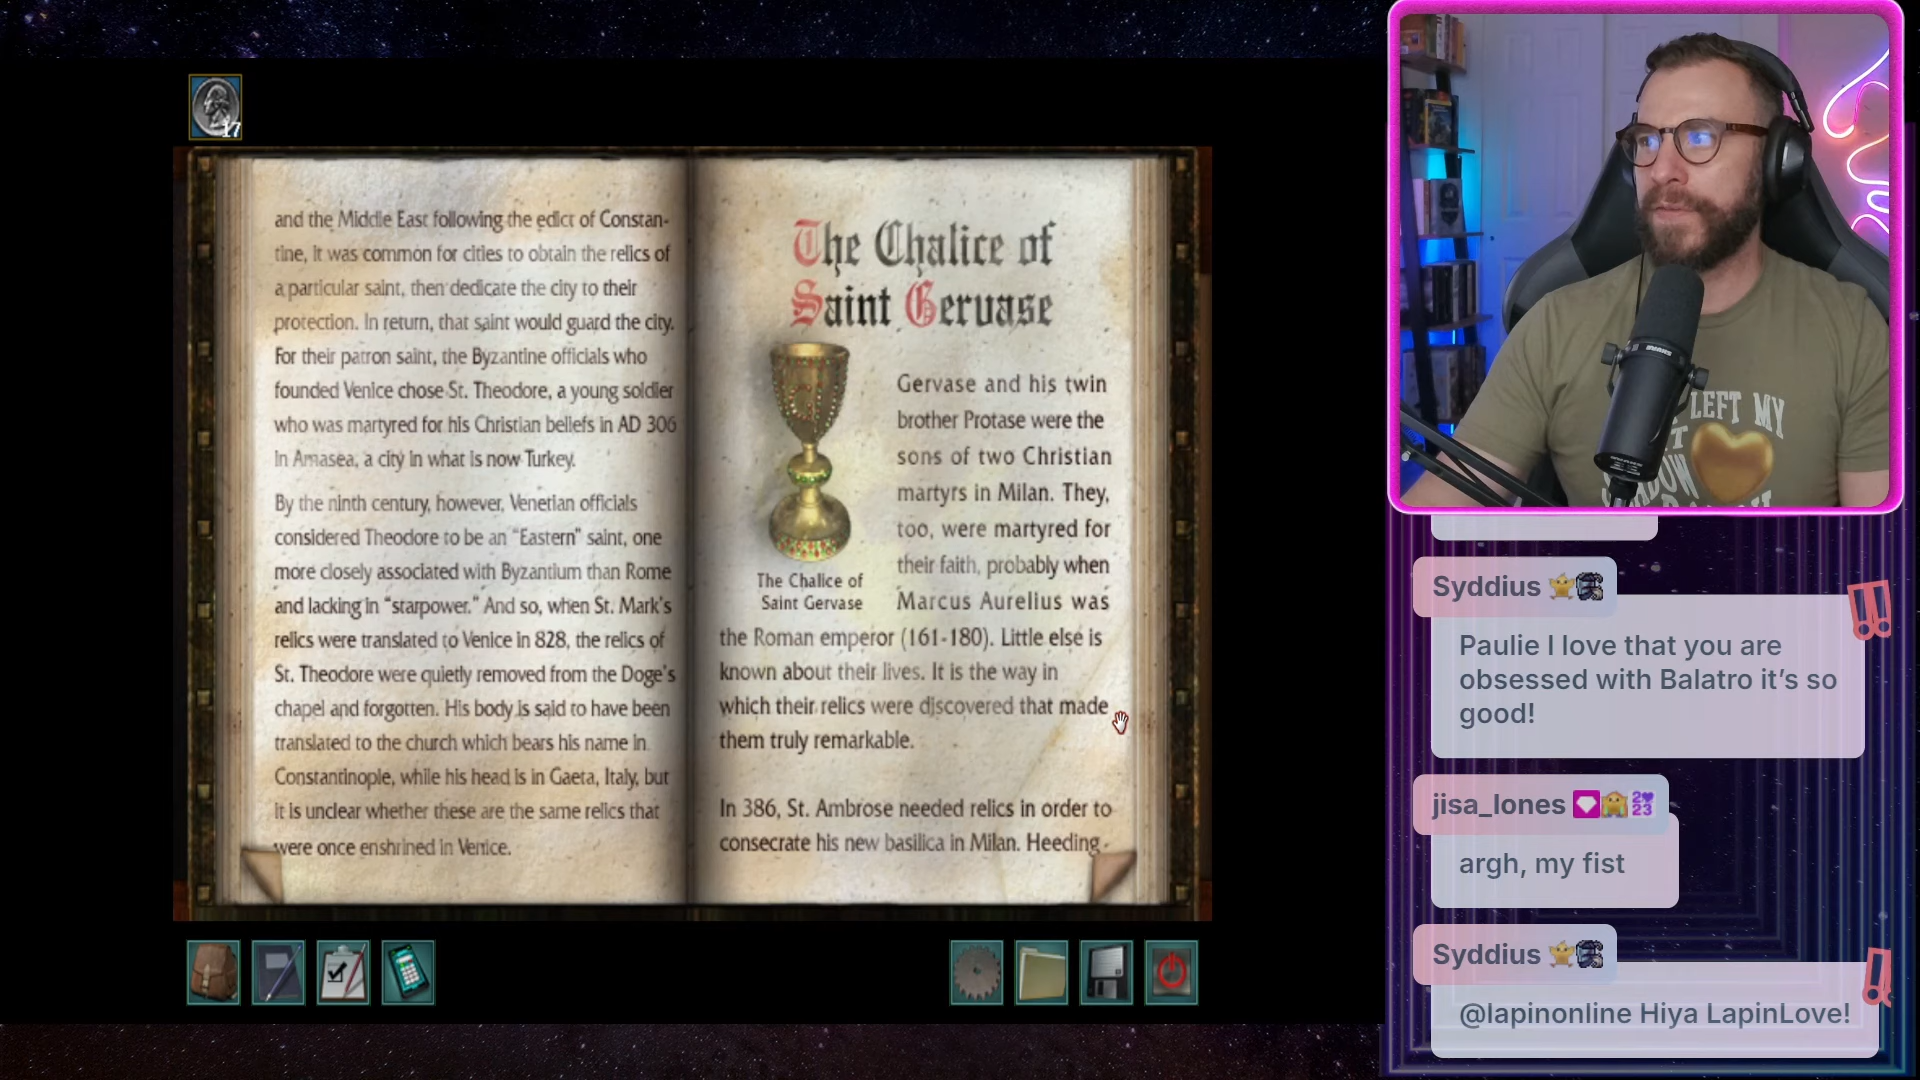 17
and the Middle East following the edict of Constan-
tine, it was common for cities to obtain the relics of
a particular saint, then dedicate the city to their
protection. In return, that saint would guard the city.
For their patron saint, the Byzantine officials who
founded Venice chose St. Theodore, a young soldier
who was martyred for his Christian beliefs in AD 306
in Amasea, a city in what is now Turkey.
By the ninth century, however, Venetian officials
considered Theodore to be an “Eastern” saint, one
more closely associated with Byzantium than Rome
and lacking in “starpower.” And so, when St. Mark's
relics were translated to Venice in 828, the relics of
St. Theodore were quietly removed from the Doge's
chapel and forgotten. His body is said to have been
translated to the church which bears his name in
Constantinople, while his head is in Gaeta, Italy, but
it is unclear whether these are the same relics that
were once enshrined in Venice.
The Chalice of
Saint Gervase
The Chalice of
Saint Gervase
Gervase and his twin
brother Protase were the
sons of two Christian
martyrs in Milan. They,
too, were martyred for
their faith, probably when
Marcus Aurelius was
the Roman emperor (161-180). Little else is
known about their lives. It is the way in
which their relics were discovered that made
them truly remarkable.
In 386, St. Ambrose needed relics in order to
consecrate his new basilica in Milan. Heeding
LEFT MY
Syddius
Paulie I love that you are
obsessed with Balatro it’s so
good!
jisa_lones
argh, my fist
Syddius
@lapinonline Hiya LapinLove!